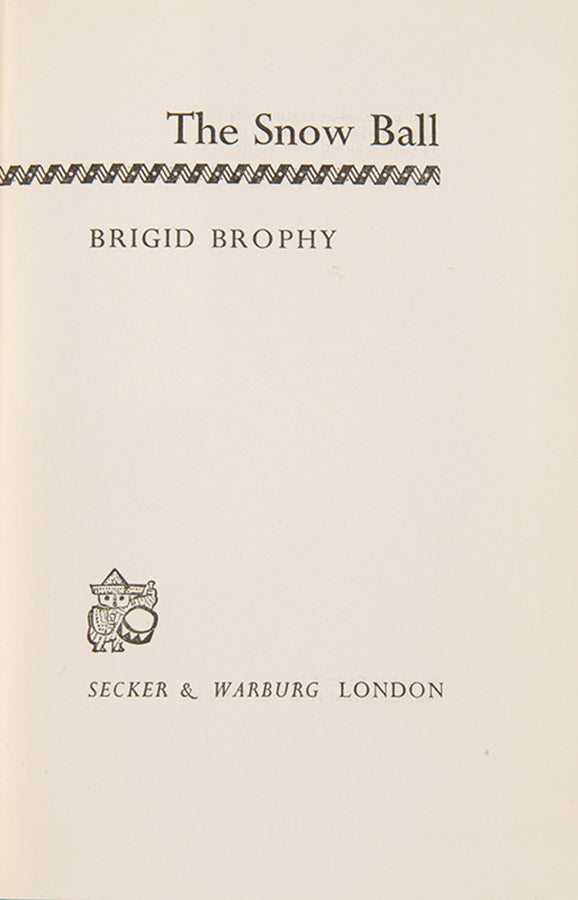 The Snow Ball
BRIGID BROPHY
SECKER & WARBURG LONDON